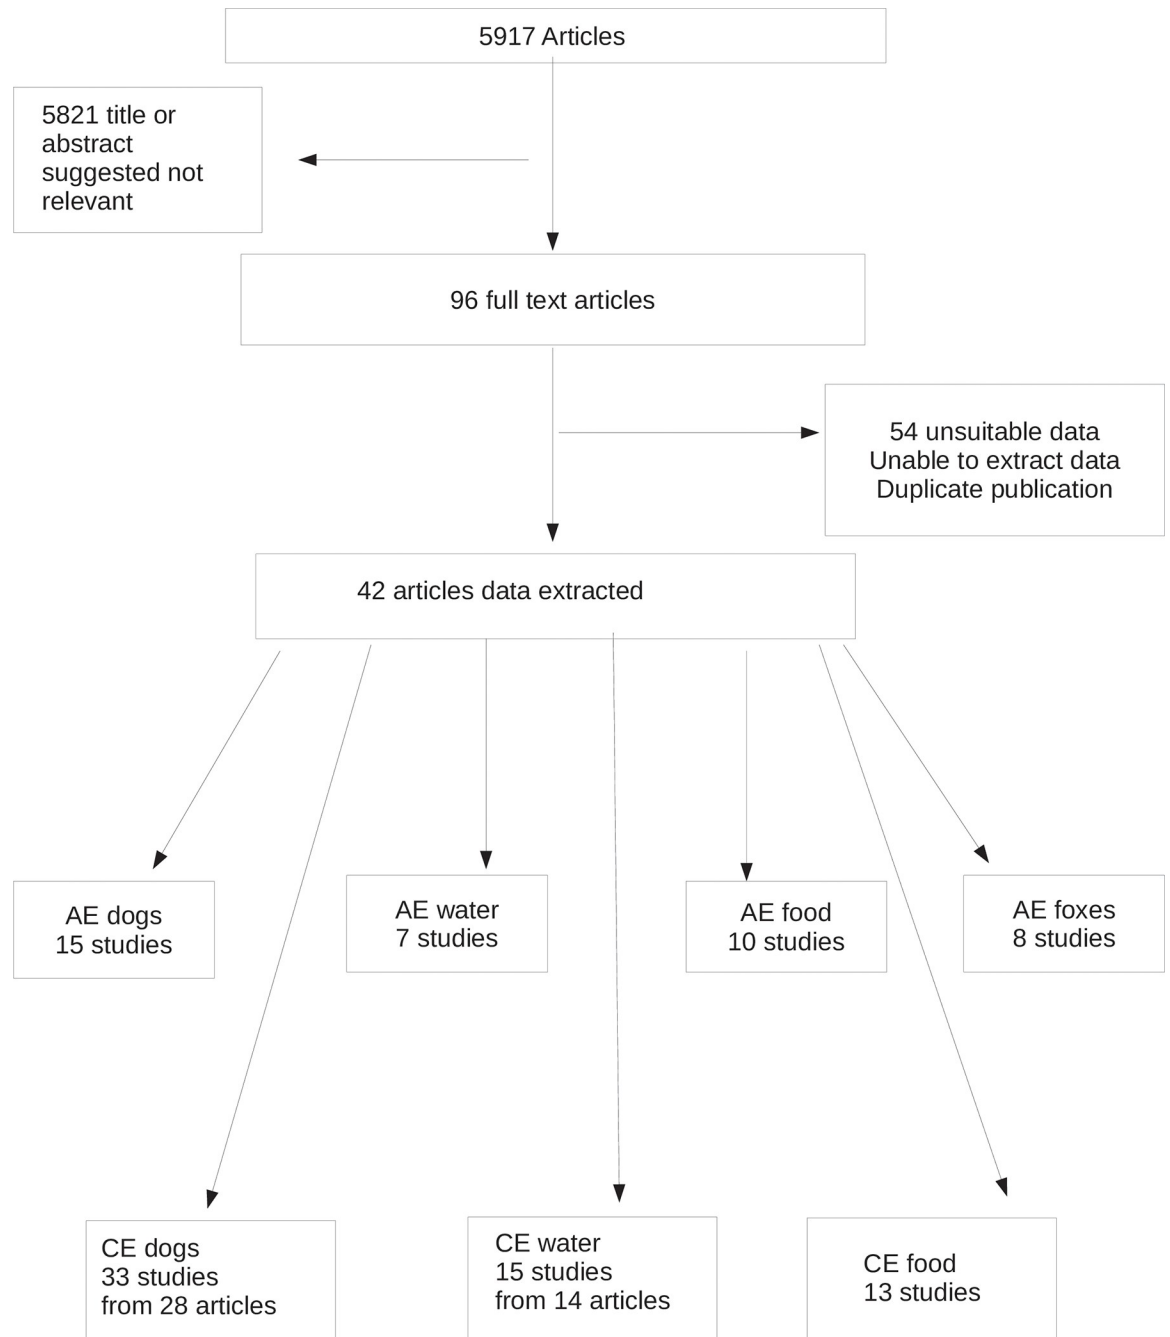 5917 Articles
5821 title or
abstract
suggested not
relevant
96 full text articles
54 unsuitable data
Unable to extract data
Duplicate publication
42 articles data extracted
AE dogs
15 studies
AE water
7 studies
AE food
10 studies
AE foxes
8 studies
CE dogs
33 studies
from 28 articles
CE water
15 studies
from 14 articles
CE food
13 studies